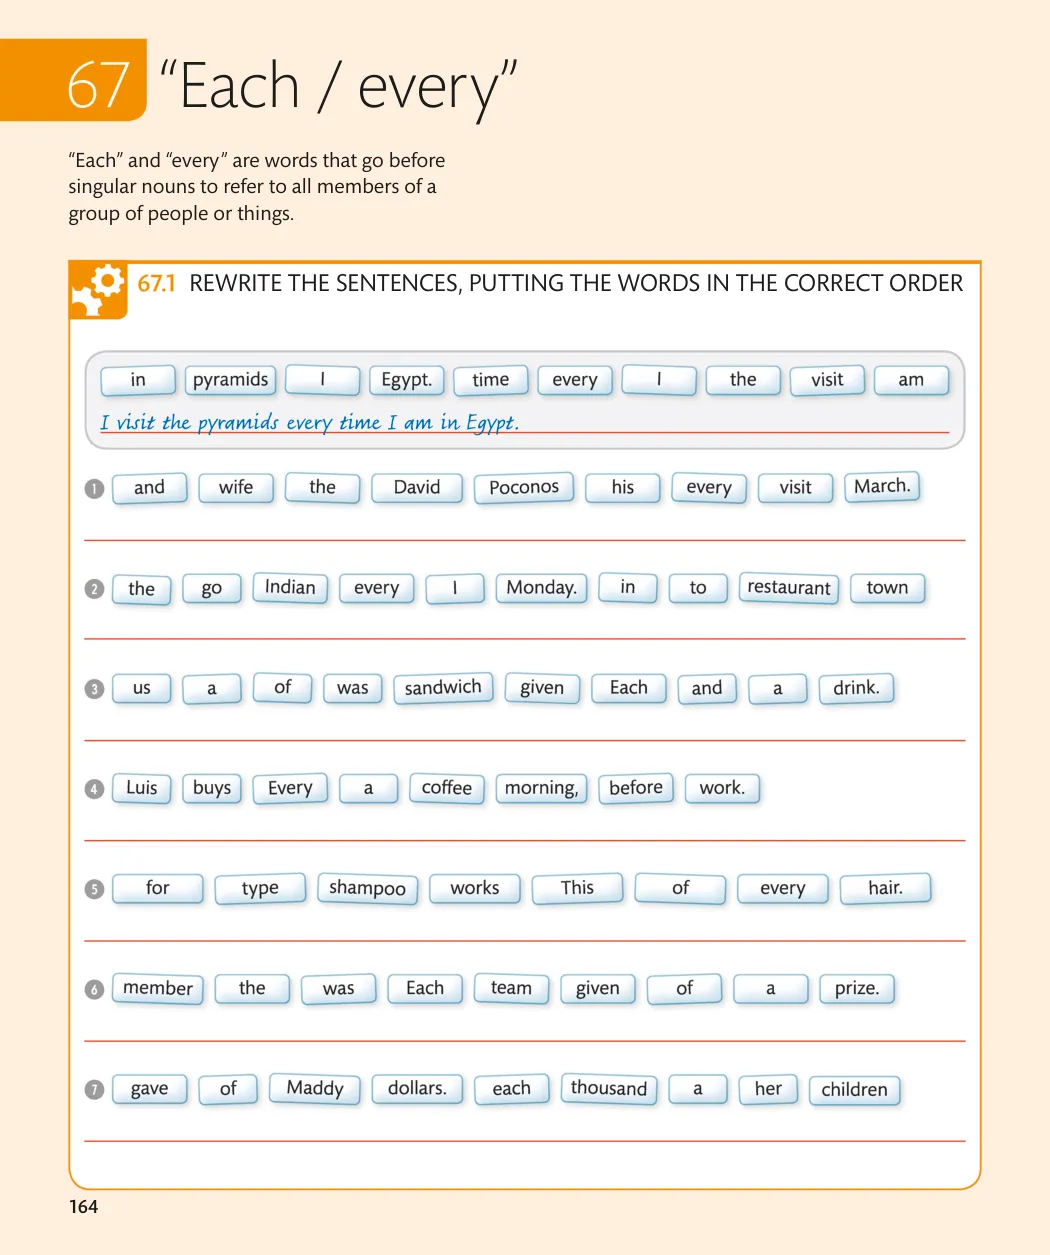 67 “Each / every”
“Each” and “every” are words that go before
singular nouns to refer to all members of a
group of people or things.
67.1 REWRITE THE SENTENCES, PUTTING THE WORDS IN THE CORRECT ORDER
in pyramids I Egypt. time every I the visit am
I visit the pyramids every time I am in Egypt.
1 and wife the David Poconos his every visit March.
2 the go Indian every I Monday. in to restaurant town
3 us a of was sandwich given Each and a drink.
4 Luis buys Every a coffee morning, before work.
5 for type shampoo works This of every hair.
6 member the was Each team given of a prize.
7 gave of Maddy dollars. each thousand a her children
164